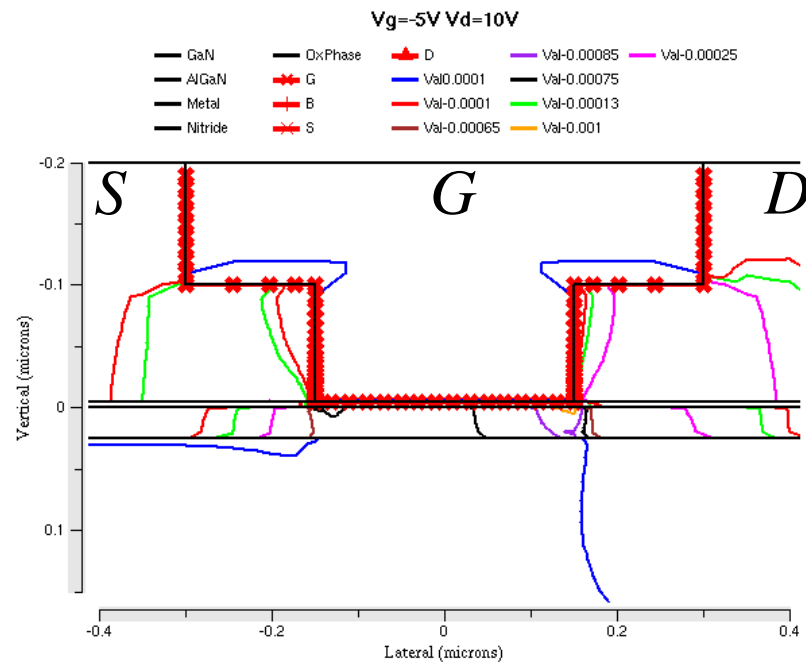 Vg=-5V Vd=10V
GaN OxPhase D Val-0.00085 Val-0.00025
AlGaN G Val0.0001 Val-0.00075
Metal B Val-0.0001 Val-0.00013
Nitride S Val-0.00065 Val-0.001
-0.2
S G D
-0.1
Vertical (microns)
0
0.1
-0.4 -0.2 0 0.2 0.4
Lateral (microns)